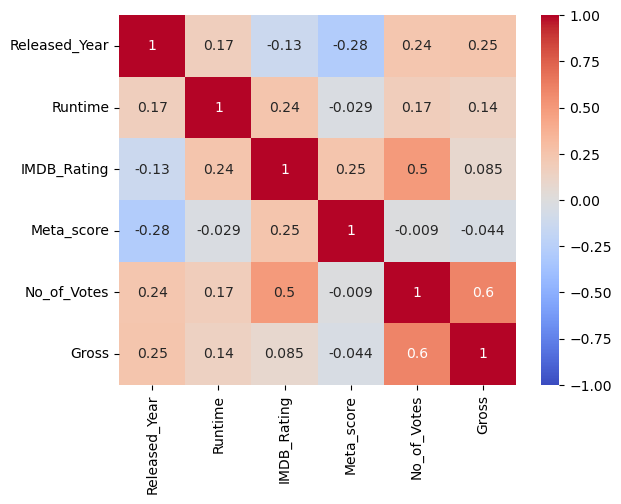 Released_Year 1 0.17 -0.13 -0.28 0.24 0.25
Runtime 0.17 1 0.24 -0.029 0.17 0.14
IMDB_Rating -0.13 0.24 1 0.25 0.5 0.085
Meta_score -0.28 -0.029 0.25 1 -0.009 -0.044
No_of_Votes 0.24 0.17 0.5 -0.009 1 0.6
Gross 0.25 0.14 0.085 -0.044 0.6 1
Released_Year
Runtime
IMDB_Rating
Meta_score
No_of_Votes
Gross
1.00
0.75
0.50
0.25
0.00
−0.25
−0.50
−0.75
−1.00